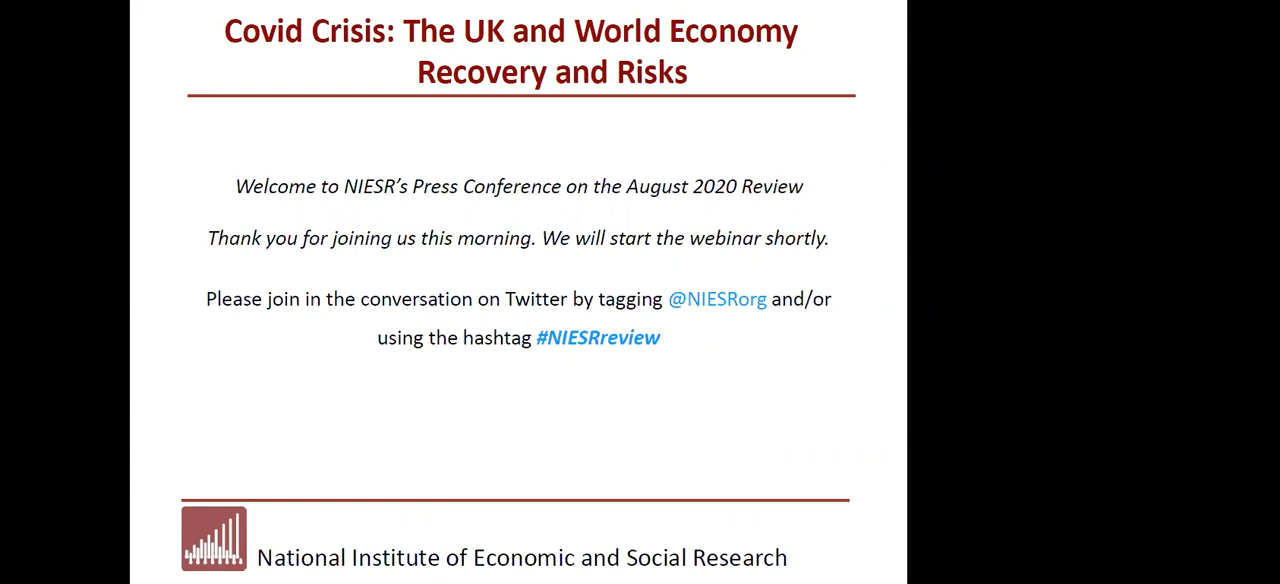 Covid Crisis: The UK and World Economy
Recovery and Risks
Welcome to NIESR's Press Conference on the August 2020 Review
Thank you for joining us this morning. We will start the webinar shortly.
Please join in the conversation on Twitter by tagging @NIESRorg and/or
using the hashtag #NIESRreview
National Institute of Economic and Social Research